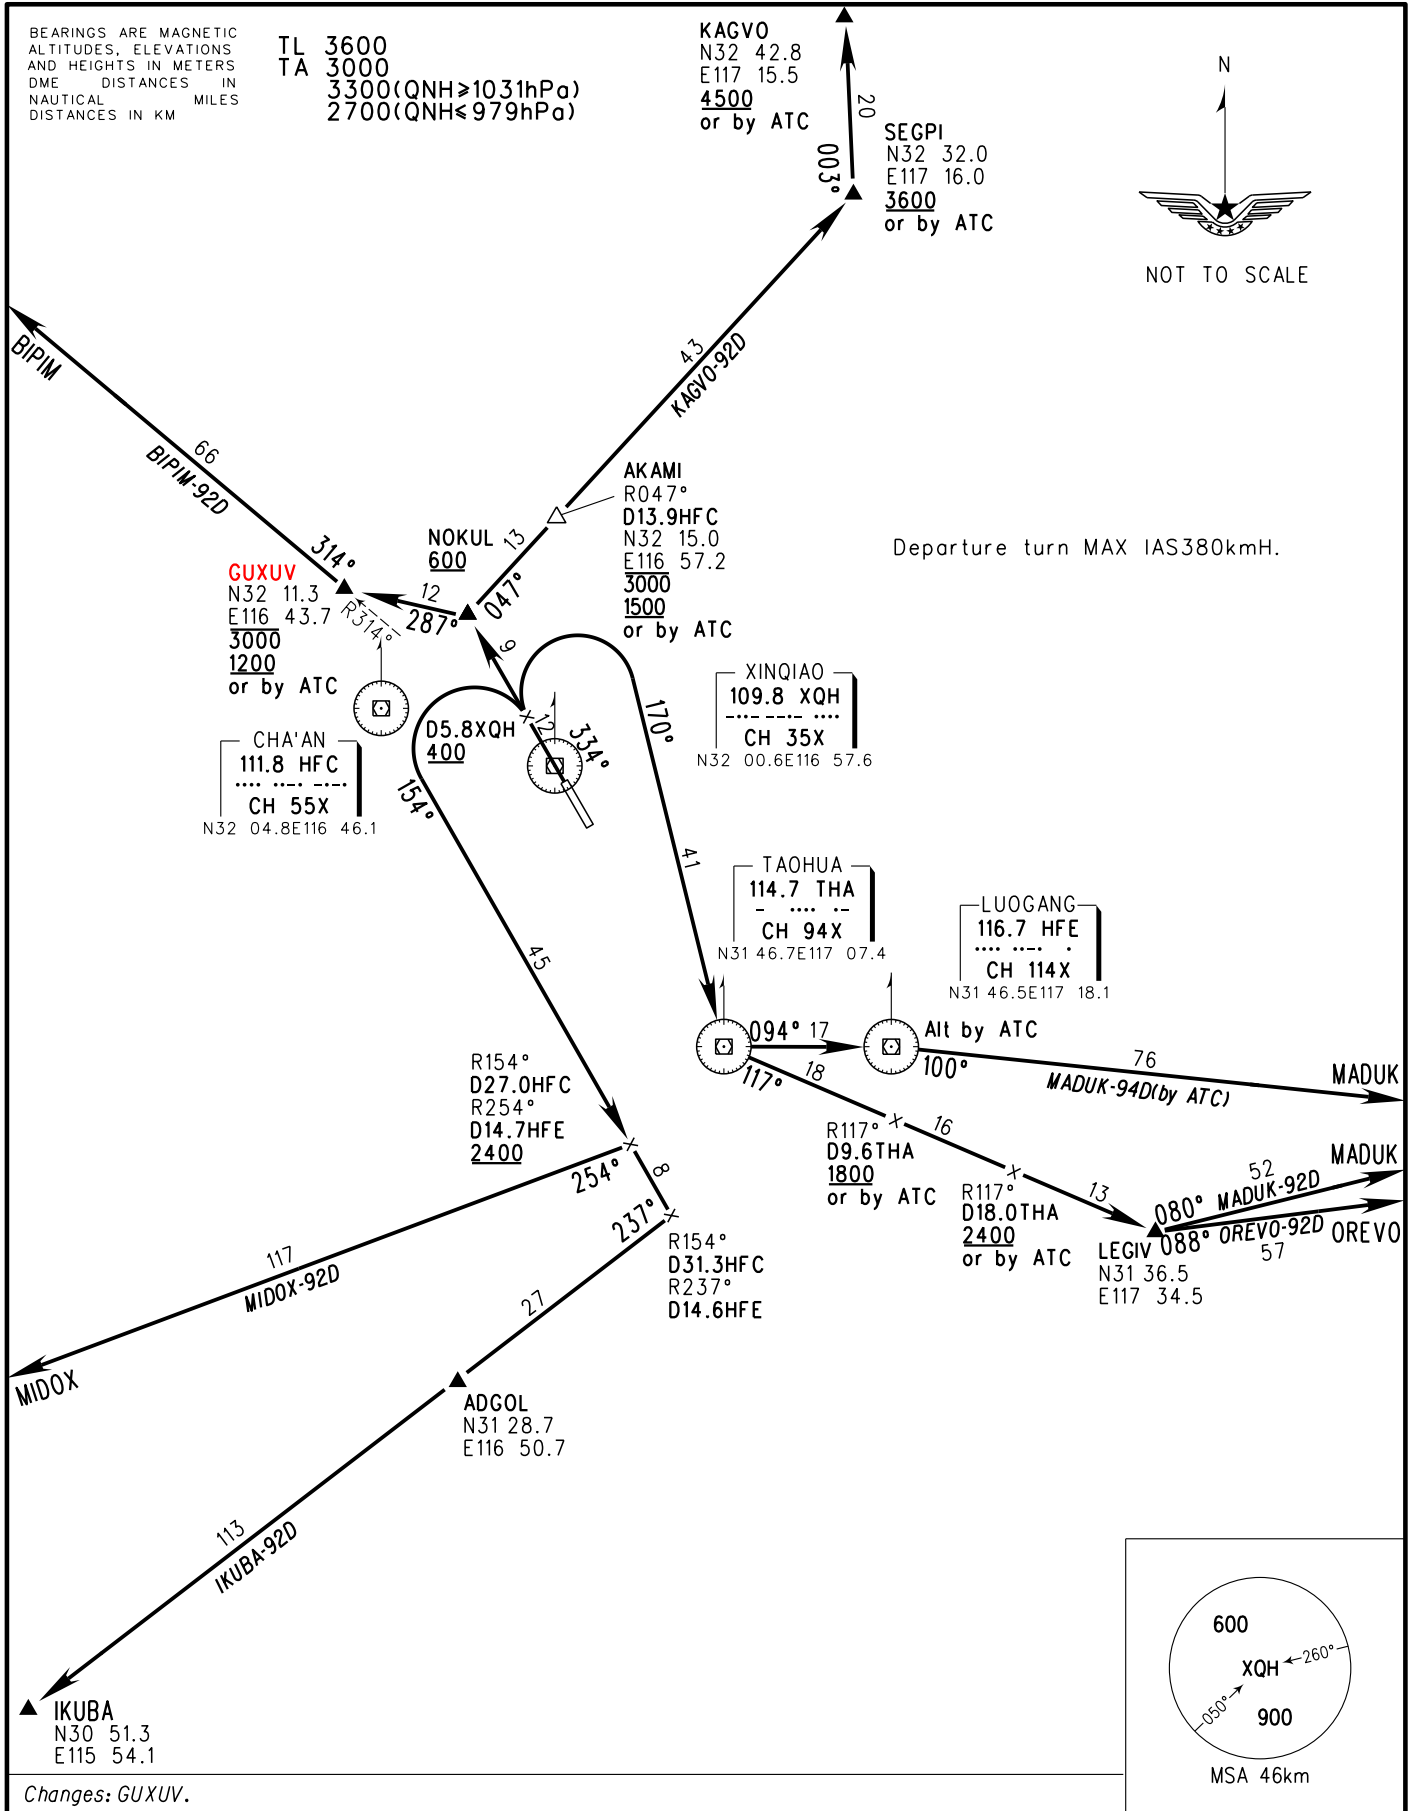 BEARINGS ARE MAGNETIC
ALTITUDES, ELEVATIONS
AND HEIGHTS IN METERS
DME DISTANCES IN
NAUTICAL MILES
DISTANCES IN KM
TL 3600
TA 3000
3300(QNH≥1031hPa)
2700(QNH≤979hPa)
KAGVO
N32 42.8
E117 15.5
4500
or by ATC
20
003°
SEGPI
N32 32.0
E117 16.0
3600
or by ATC
N
NOT TO SCALE
BIPIM
66
BIPIM-92D
314°
43
KAGVO-92D
AKAMI
R047°
D13.9HFC
N32 15.0
E116 57.2
3000
1500
or by ATC
Departure turn MAX IAS380kmH.
NOKUL
600
13
047°
12
287°
9
GUXUV
N32 11.3
E116 43.7
3000
1200
or by ATC
R314°
CHA'AN
111.8 HFC
CH 55X
N32 04.8E116 46.1
D5.8XQH
400
12
334°
154°
170°
XINQIAO
109.8 XQH
CH 35X
N32 00.6E116 57.6
41
45
TAOHUA
114.7 THA
CH 94X
N31 46.7E117 07.4
LUOGANG
116.7 HFE
CH 114X
N31 46.5E117 18.1
094° 17
Alt by ATC
100°
76
MADUK-94D(by ATC)
MADUK
117°
18
R117°
D9.6THA
1800
or by ATC
16
R117°
D18.0THA
2400
or by ATC
13
LEGIV
N31 36.5
E117 34.5
080°
52
MADUK-92D
MADUK
088°
OREVO-92D
57
OREVO
R154°
D27.0HFC
R254°
D14.7HFE
2400
254°
8
237°
R154°
D31.3HFC
R237°
D14.6HFE
117
MIDOX-92D
MIDOX
27
ADGOL
N31 28.7
E116 50.7
113
IKUBA-92D
IKUBA
N30 51.3
E115 54.1
600
XQH
260°
050°
900
MSA 46km
Changes: GUXUV.